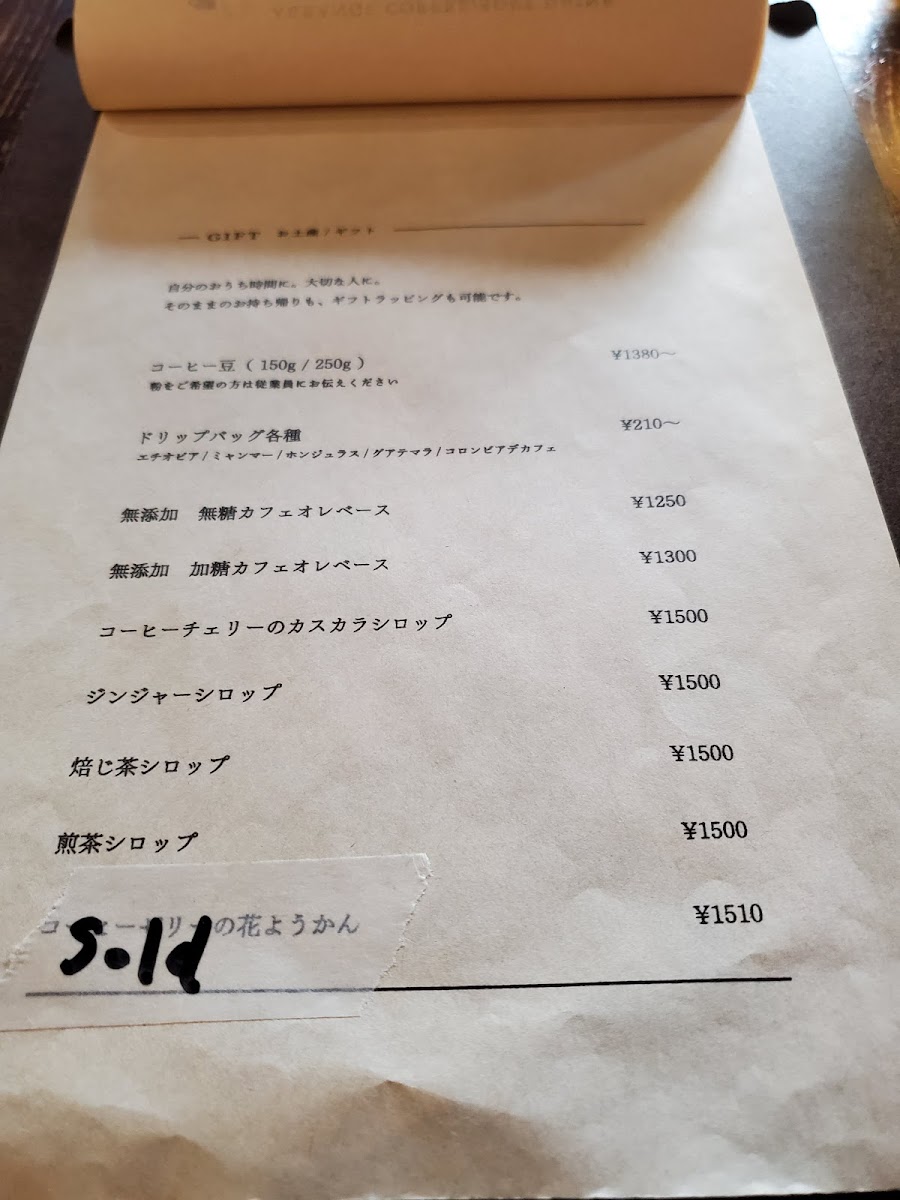 GIFT お土産 / ギフト
自分のおうち時間に。大切な人に。
そのままのお持ち帰りも、ギフトラッピングも可能です。
コーヒー豆 ( 150g / 250g ) ¥1380～
粉をご希望の方は従業員にお伝えください
ドリップバッグ各種 ¥210～
エチオピア / ミャンマー / ホンジュラス / グアテマラ / コロンビアデカフェ
無添加 無糖カフェオレベース ¥1250
無添加 加糖カフェオレベース ¥1300
コーヒーチェリーのカスカラシロップ ¥1500
ジンジャーシロップ ¥1500
焙じ茶シロップ ¥1500
煎茶シロップ ¥1500
の花ようかん ¥1510
Sold